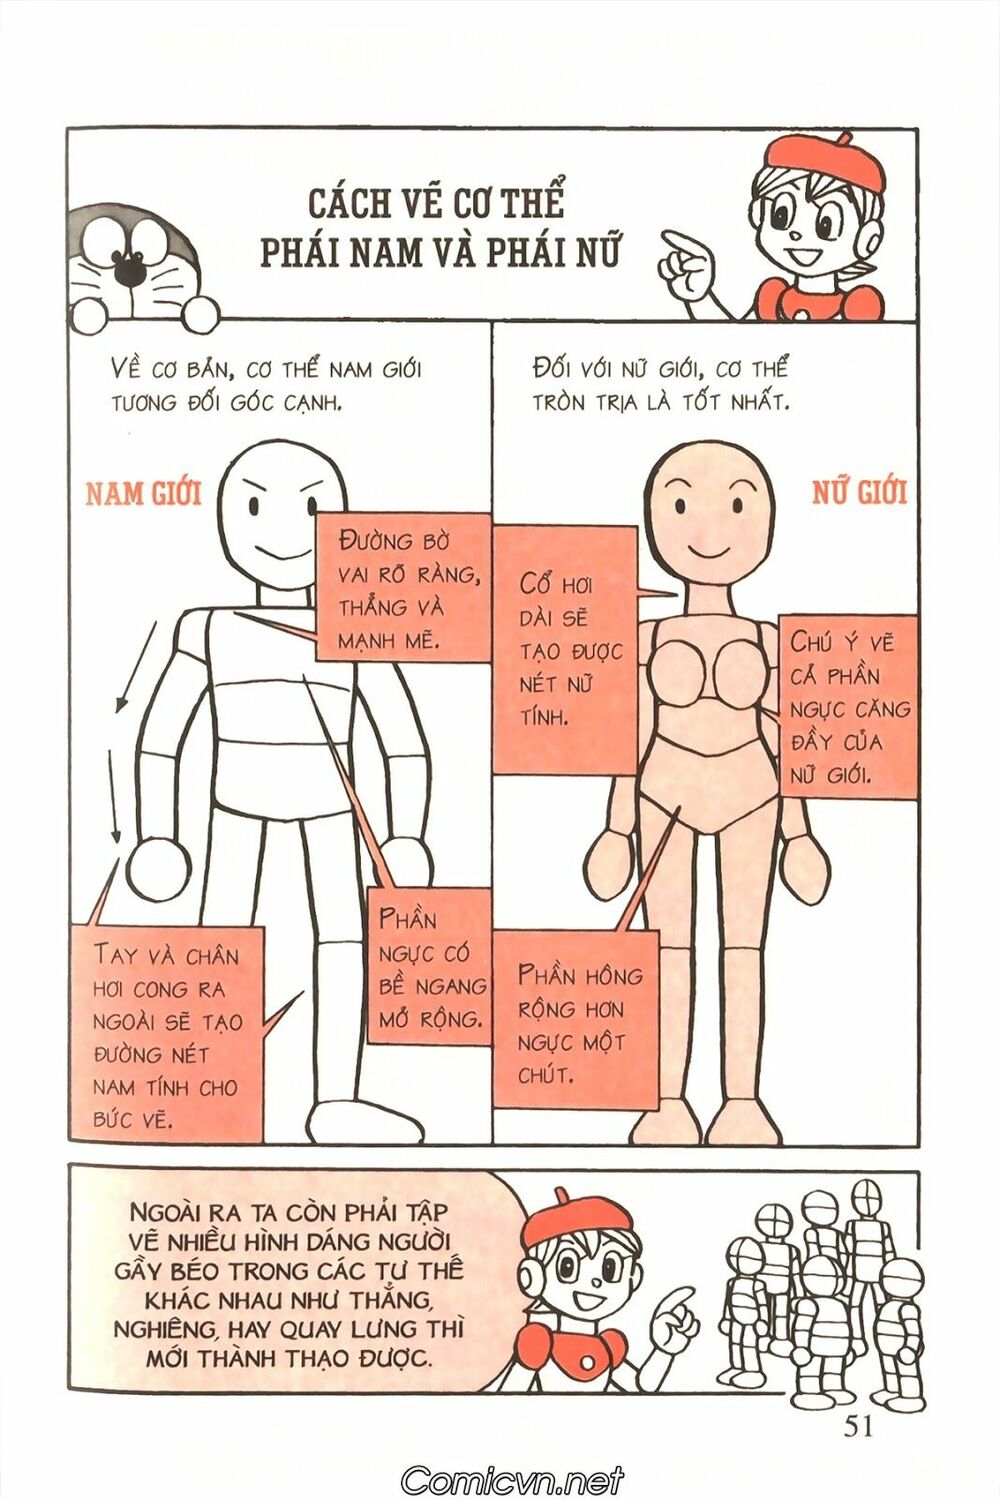 CÁCH VẼ CƠ THỂ
PHÁI NAM VÀ PHÁI NỮ
VỀ CƠ BẢN, CƠ THỂ NAM GIỚI
TƯƠNG ĐỐI GÓC CẠNH.
NAM GIỚI
ĐƯỜNG BỜ
VAI RÕ RÀNG,
THẲNG VÀ
MẠNH MẼ.
PHẦN
NGỰC CÓ
BỀ NGANG
MỞ RỘNG.
TAY VÀ CHÂN
HƠI CONG RA
NGOÀI SẼ TẠO
ĐƯỜNG NÉT
NAM TÍNH CHO
BỨC VẼ.
ĐỐI VỚI NỮ GIỚI, CƠ THỂ
TRÒN TRỊA LÀ TỐT NHẤT.
NỮ GIỚI
CỔ HƠI
DÀI SẼ
TẠO ĐƯỢC
NÉT NỮ
TÍNH.
CHÚ Ý VẼ
CẢ PHẦN
NGỰC CĂNG
ĐẦY CỦA
NỮ GIỚI.
PHẦN HÔNG
RỘNG HƠN
NGỰC MỘT
CHÚT.
NGOÀI RA TA CÒN PHẢI TẬP
VẼ NHIỀU HÌNH DÁNG NGƯỜI
GẦY BÉO TRONG CÁC TƯ THẾ
KHÁC NHAU NHƯ THẲNG,
NGHIÊNG, HAY QUAY LƯNG THÌ
MỚI THÀNH THẠO ĐƯỢC.
51
Comicvn.net